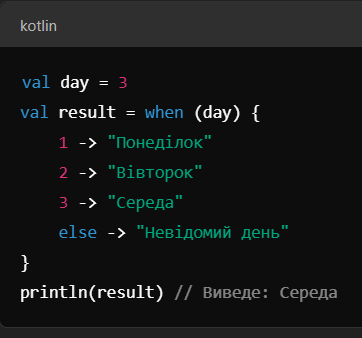 kotlin
val day = 3
val result = when (day) {
    1 -> "Понеділок"
    2 -> "Вівторок"
    3 -> "Середа"
    else -> "Невідомий день"
}
println(result) // Виведе: Середа